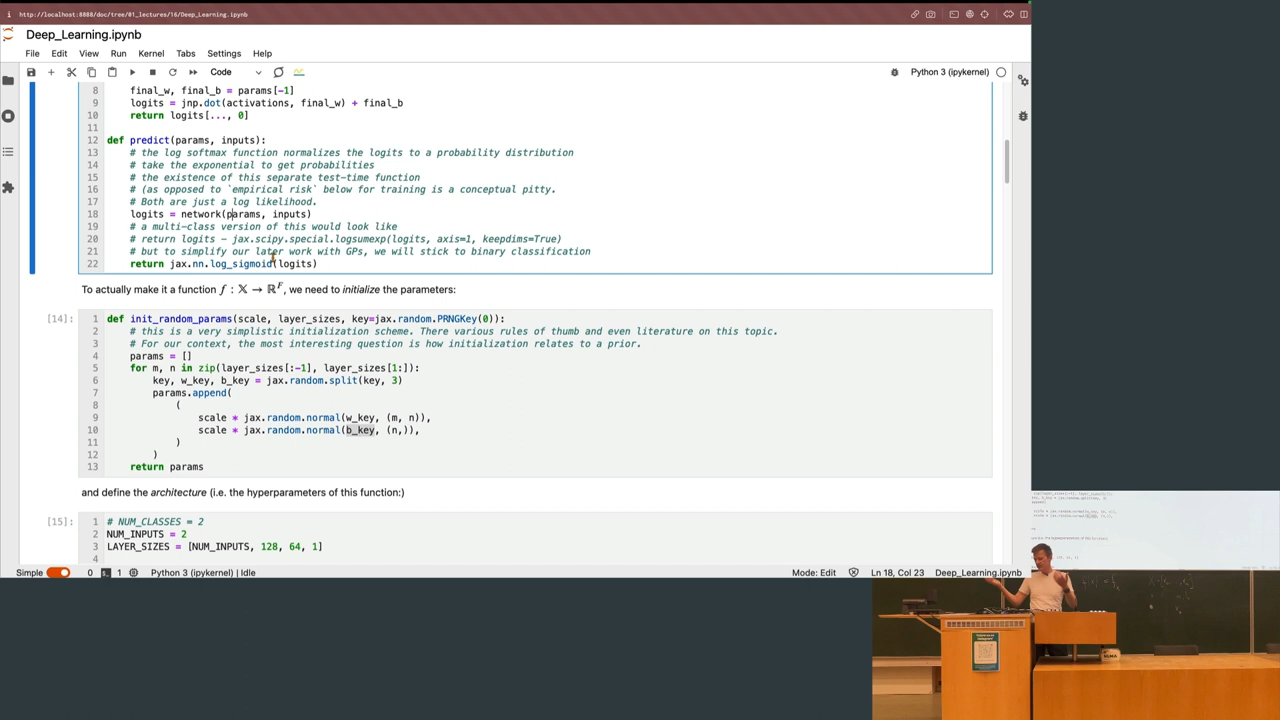 http://localhost:8888/doc/tree/01_lectures/16/Deep_Learning.ipynb
Deep_Learning.ipynb
File Edit View Run Kernel Tabs Settings Help
Code
Python 3 (ipykernel)
8 final_w, final_b = params[-1]
9 logits = jnp.dot(activations, final_w) + final_b
10 return logits[..., 0]
11
12 def predict(params, inputs):
13 # the log softmax function normalizes the logits to a probability distribution
14 # take the exponential to get probabilities
15 # the existence of this separate test-time function
16 # (as opposed to `empirical risk` below for training is a conceptual pitty.
17 # Both are just a log likelihood.
18 logits = network(params, inputs)
19 # a multi-class version of this would look like
20 # return logits - jax.scipy.special.logsumexp(logits, axis=1, keepdims=True)
21 # but to simplify our later work with GPs, we will stick to binary classification
22 return jax.nn.log_sigmoid(logits)
To actually make it a function f : 𝕏 → ℝ^F, we need to initialize the parameters:
[14]:
1 def init_random_params(scale, layer_sizes, key=jax.random.PRNGKey(0)):
2 # this is a very simplistic initialization scheme. There various rules of thumb and even literature on this topic.
3 # For our context, the most interesting question is how initialization relates to a prior.
4 params = []
5 for m, n in zip(layer_sizes[:-1], layer_sizes[1:]):
6 key, w_key, b_key = jax.random.split(key, 3)
7 params.append(
8 (
9 scale * jax.random.normal(w_key, (m, n)),
10 scale * jax.random.normal(b_key, (n,)),
11 )
12 )
13 return params
and define the architecture (i.e. the hyperparameters of this function:)
[15]:
1 # NUM_CLASSES = 2
2 NUM_INPUTS = 2
3 LAYER_SIZES = [NUM_INPUTS, 128, 64, 1]
4
Simple 0 1 Python 3 (ipykernel) | Idle Mode: Edit Ln 18, Col 23 Deep_Learning.ipynb